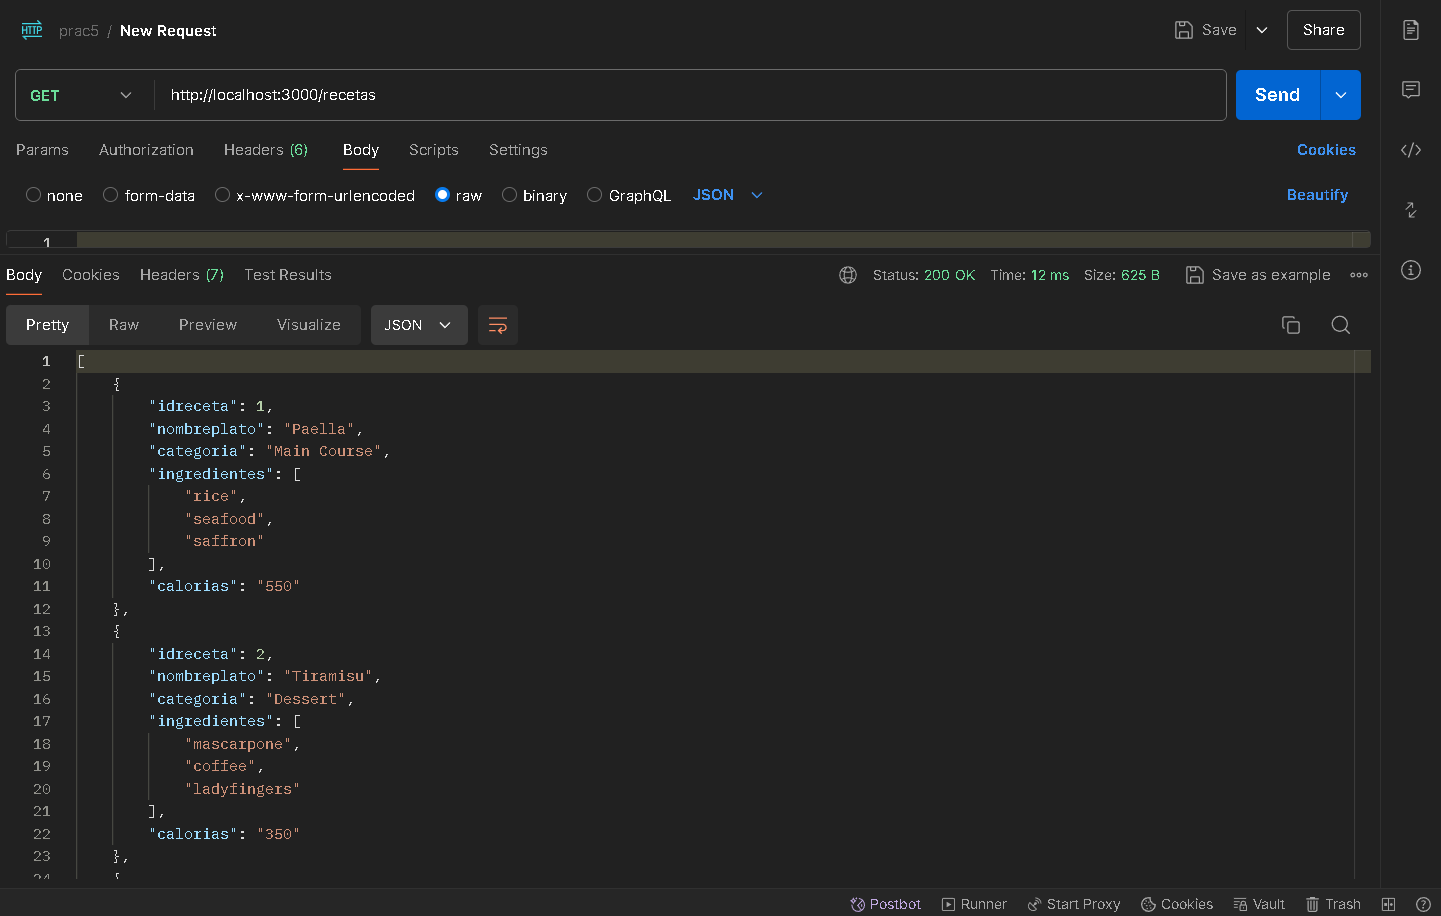 HTTP prac5 / New Request Save Share
GET http://localhost:3000/recetas Send
Params Authorization Headers (6) Body Scripts Settings Cookies
none form-data x-www-form-urlencoded raw binary GraphQL JSON Beautify
1
Body Cookies Headers (7) Test Results Status: 200 OK Time: 12 ms Size: 625 B Save as example
Pretty Raw Preview Visualize JSON
1 [
2 {
3 "idreceta": 1,
4 "nombreplato": "Paella",
5 "categoria": "Main Course",
6 "ingredientes": [
7 "rice",
8 "seafood",
9 "saffron"
10 ],
11 "calorias": "550"
12 },
13 {
14 "idreceta": 2,
15 "nombreplato": "Tiramisu",
16 "categoria": "Dessert",
17 "ingredientes": [
18 "mascarpone",
19 "coffee",
20 "ladyfingers"
21 ],
22 "calorias": "350"
23 },
24 {
Postbot Runner Start Proxy Cookies Vault Trash